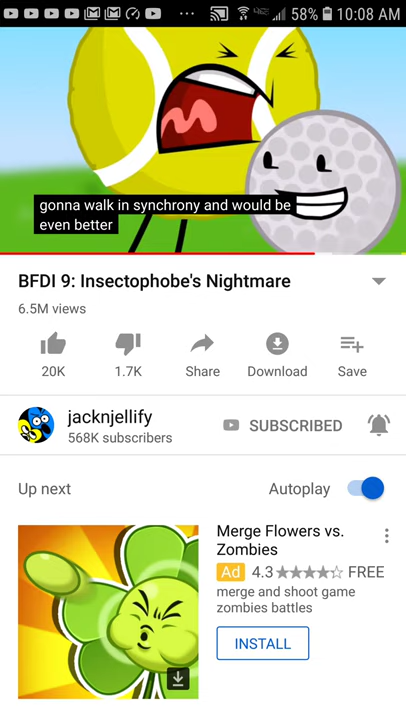 58% 10:08 AM
gonna walk in synchrony and would be
even better
BFDI 9: Insectophobe's Nightmare
6.5M views
20K 1.7K Share Download Save
jacknjellify
568K subscribers
SUBSCRIBED
Up next Autoplay
Merge Flowers vs.
Zombies
Ad 4.3 FREE
merge and shoot game
zombies battles
INSTALL